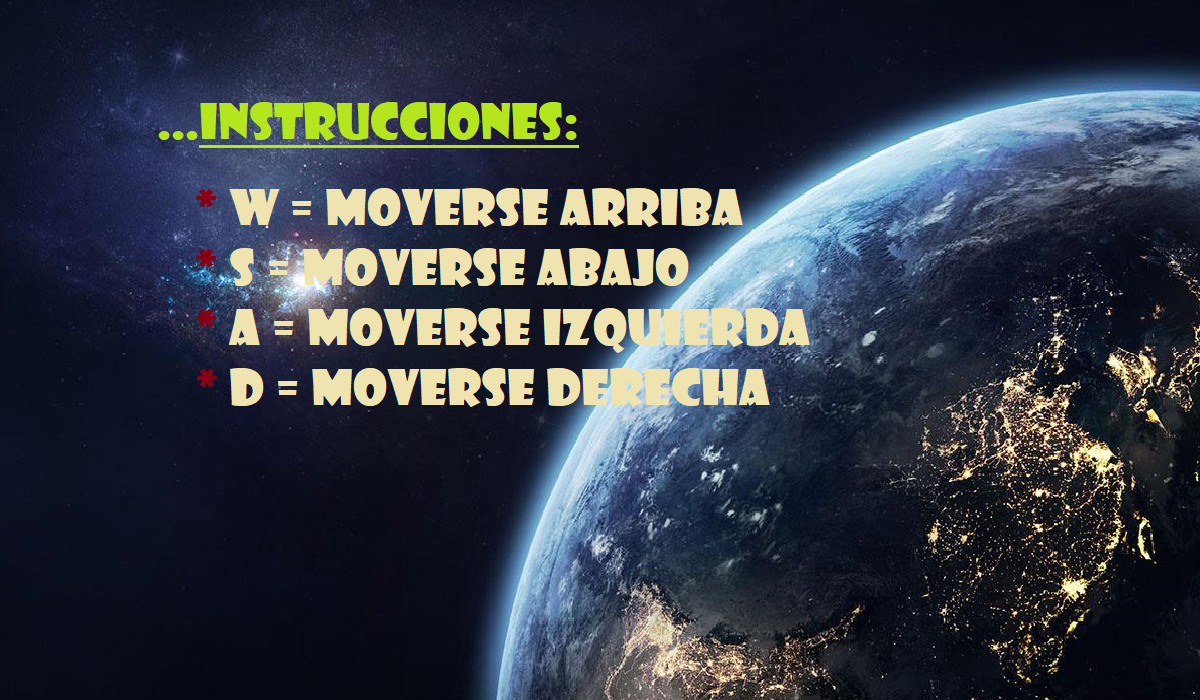 ...INSTRUCCIONES:
* W = MOVERSE ARRIBA
* S = MOVERSE ABAJO
* A = MOVERSE IZQUIERDA
* D = MOVERSE DERECHA